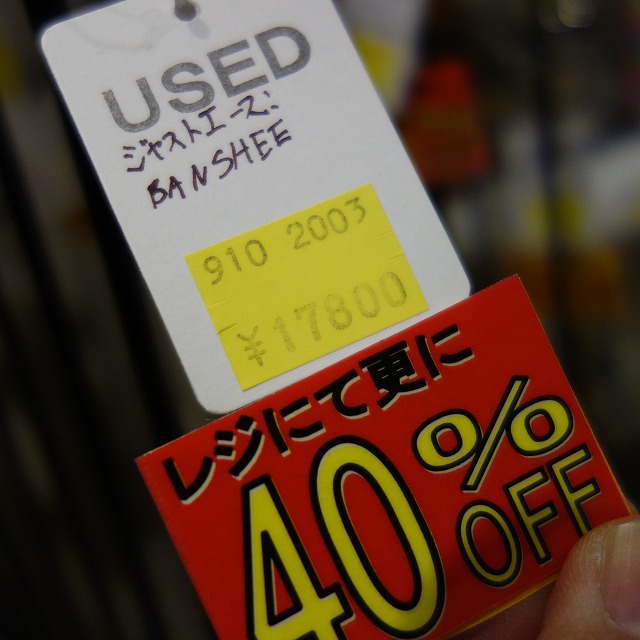 USED
ジャストエース:
BANSHEE
910 2003
¥17800
レジにて更に
40%
OFF